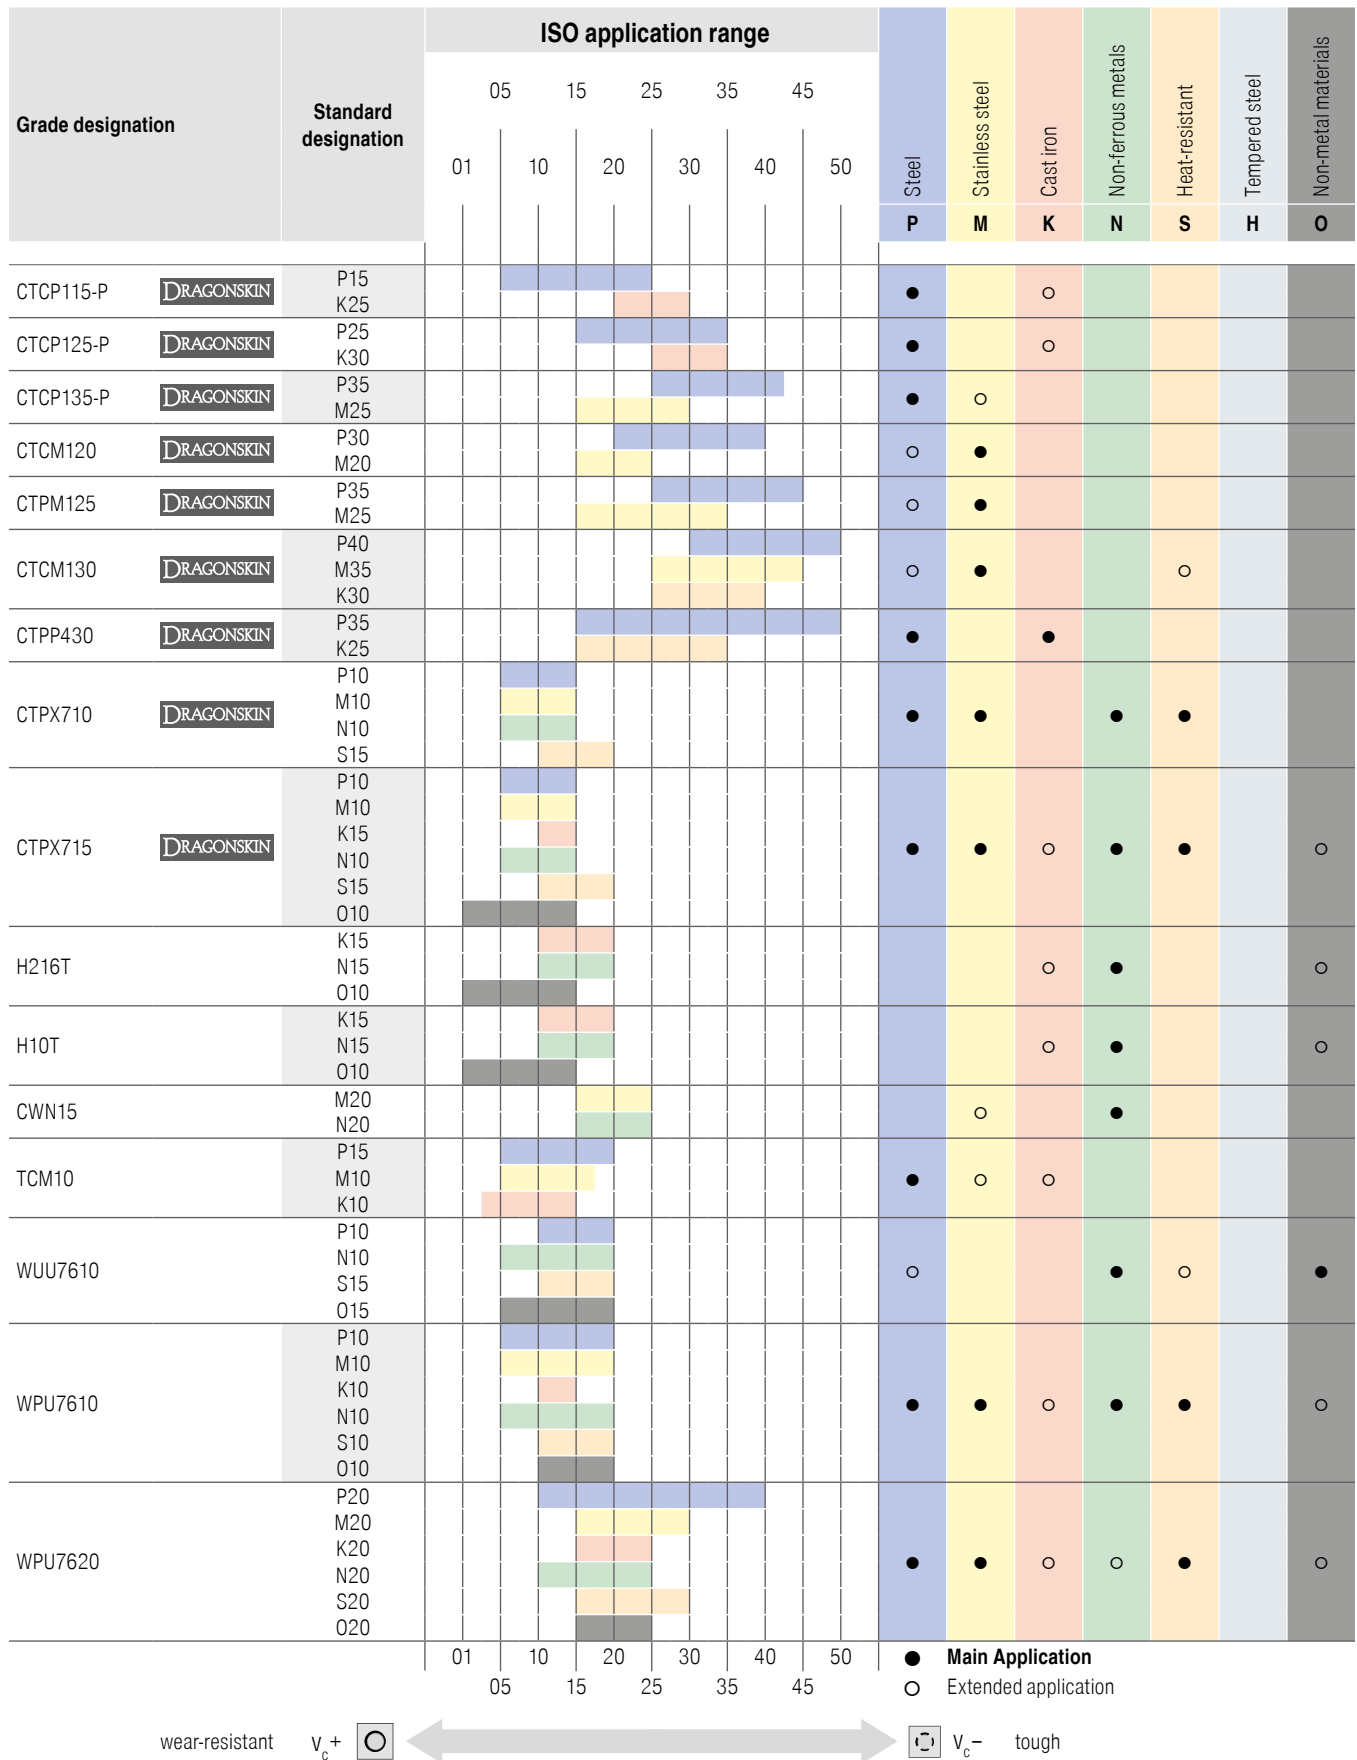 ISO application range
Grade designation
Standard
designation
05 15 25 35 45
01 10 20 30 40 50
Steel
Stainless steel
Cast iron
Non-ferrous metals
Heat-resistant
Tempered steel
Non-metal materials
P M K N S H O
CTCP115-P DRAGONSKIN
P15
K25
CTCP125-P DRAGONSKIN
P25
K30
CTCP135-P DRAGONSKIN
P35
M25
CTCM120 DRAGONSKIN
P30
M20
CTPM125 DRAGONSKIN
P35
M25
CTCM130 DRAGONSKIN
P40
M35
K30
CTPP430 DRAGONSKIN
P35
K25
CTPX710 DRAGONSKIN
P10
M10
N10
S15
CTPX715 DRAGONSKIN
P10
M10
K15
N10
S15
O10
H216T
K15
N15
O10
H10T
K15
N15
O10
CWN15
M20
N20
TCM10
P15
M10
K10
WUU7610
P10
N10
S15
O15
WPU7610
P10
M10
K10
N10
S10
O10
WPU7620
P20
M20
K20
N20
S20
O20
01 10 20 30 40 50
05 15 25 35 45
Main Application
Extended application
wear-resistant Vc+
Vc– tough